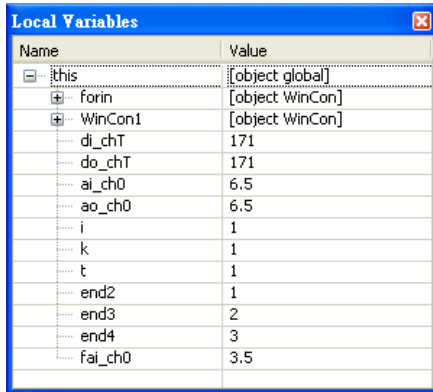 Local Variables
Name Value
this [object global]
forin [object WinCon]
WinCon1 [object WinCon]
di_chT 171
do_chT 171
ai_ch0 6.5
ao_ch0 6.5
i 1
k 1
t 1
end2 1
end3 2
end4 3
fai_ch0 3.5